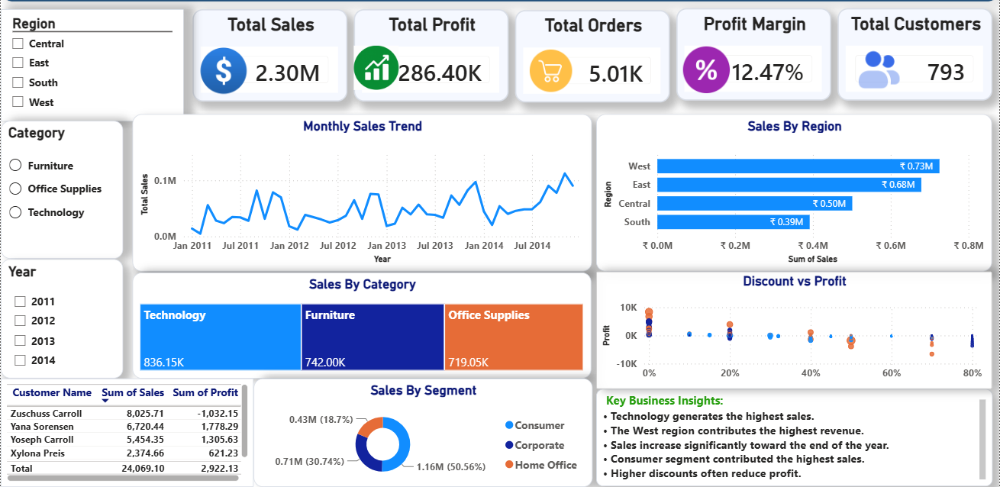 Region
Central
East
South
West
Total Sales
2.30M
Total Profit
286.40K
Total Orders
5.01K
Profit Margin
%
12.47%
Total Customers
793
Category
Furniture
Office Supplies
Technology
Year
2011
2012
2013
2014
Monthly Sales Trend
Total Sales
0.1M
0.0M
Jan 2011 Jul 2011 Jan 2012 Jul 2012 Jan 2013 Jul 2013 Jan 2014 Jul 2014
Year
Sales By Region
Region
West ₹ 0.73M
East ₹ 0.68M
Central ₹ 0.50M
South ₹ 0.39M
₹ 0.0M ₹ 0.2M ₹ 0.4M ₹ 0.6M ₹ 0.8M
Sum of Sales
Sales By Category
Technology
836.15K
Furniture
742.00K
Office Supplies
719.05K
Discount vs Profit
Profit
10K
0K
-10K
0% 20% 40% 60% 80%
Customer Name Sum of Sales Sum of Profit
Zuschuss Carroll 8,025.71 -1,032.15
Yana Sorensen 6,720.44 1,778.29
Yoseph Carroll 5,454.35 1,305.63
Xylona Preis 2,374.66 621.23
Total 24,069.10 2,922.13
Sales By Segment
0.43M (18.7%)
0.71M (30.74%)
1.16M (50.56%)
Consumer
Corporate
Home Office
Key Business Insights:
• Technology generates the highest sales.
• The West region contributes the highest revenue.
• Sales increase significantly toward the end of the year.
• Consumer segment contributed the highest sales.
• Higher discounts often reduce profit.